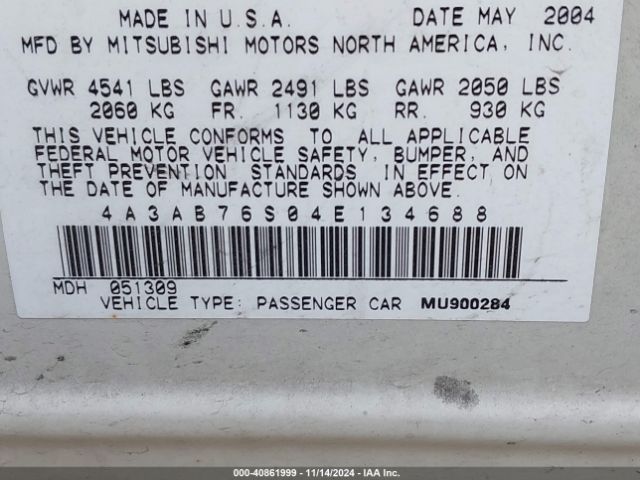 MADE IN U.S.A. DATE MAY 2004
MFD BY MITSUBISHI MOTORS NORTH AMERICA, INC.
GVWR 4541 LBS GAWR 2491 LBS GAWR 2050 LBS
2060 KG FR. 1130 KG RR. 930 KG
THIS VEHICLE CONFORMS TO ALL APPLICABLE
FEDERAL MOTOR VEHICLE SAFETY, BUMPER, AND
THEFT PREVENTION STANDARDS IN EFFECT ON
THE DATE OF MANUFACTURE SHOWN ABOVE.
4A3AB76S04E134688
MDH 051309
VEHICLE TYPE: PASSENGER CAR MU900284
000-40861999 - 11/14/2024 - IAA Inc.